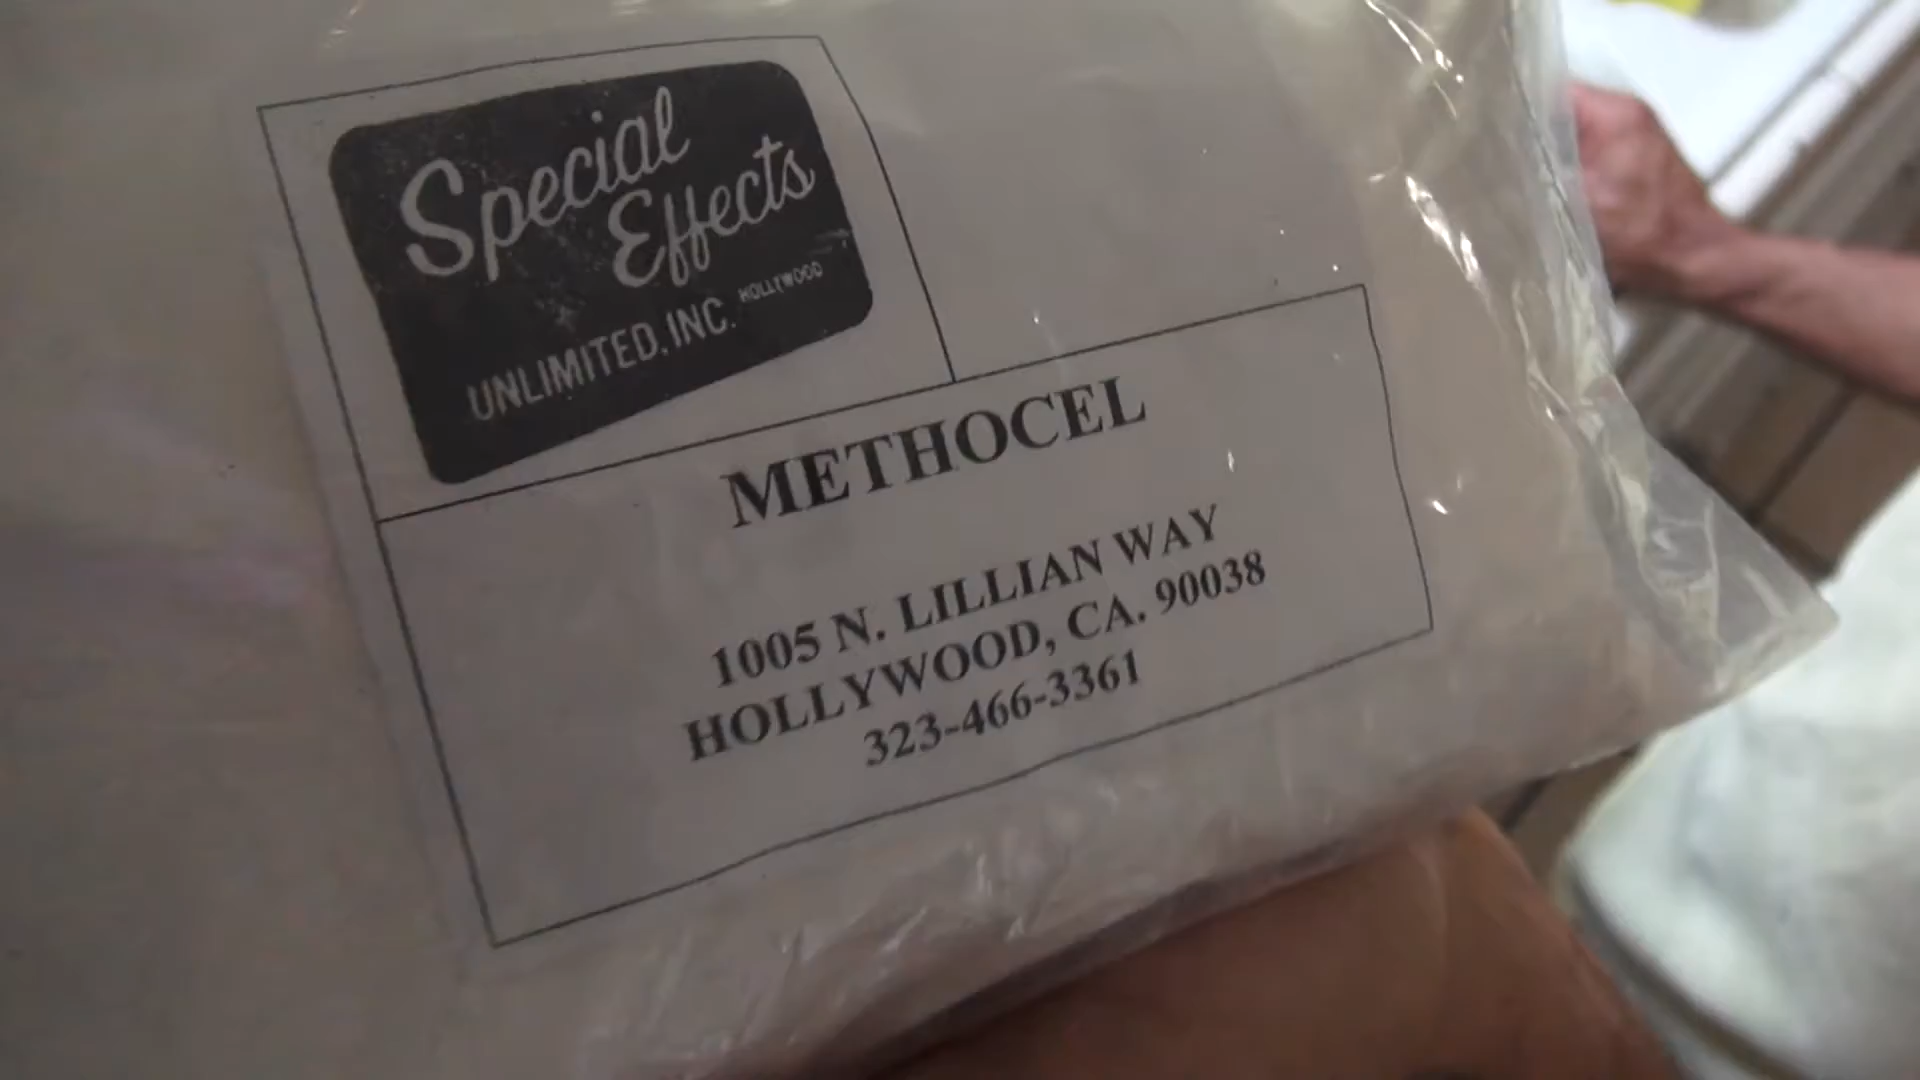 Special
Effects
UNLIMITED, INC. HOLLYWOOD
METHOCEL
1005 N. LILLIAN WAY
HOLLYWOOD, CA. 90038
323-466-3361